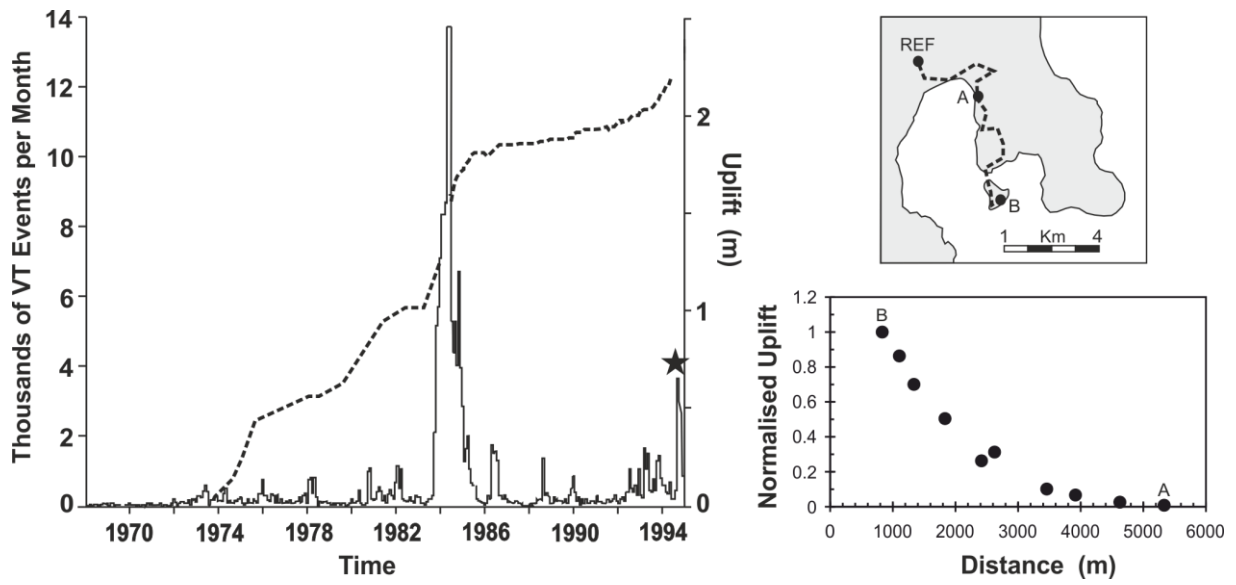 Thousands of VT Events per Month
14
12
10
8
6
4
2
0
1970 1974 1978 1982 1986 1990 1994
Time
2
1
0
Uplift (m)
REF
A
B
1 Km 4
Normalised Uplift
1.2
1
0.8
0.6
0.4
0.2
0
B
A
0 1000 2000 3000 4000 5000 6000
Distance (m)